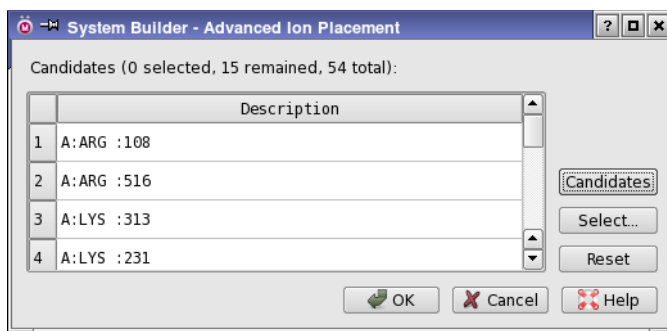 System Builder - Advanced Ion Placement
Candidates (0 selected, 15 remained, 54 total):
Description
1 A:ARG :108
2 A:ARG :516
3 A:LYS :313
4 A:LYS :231
Candidates
Select...
Reset
OK Cancel Help